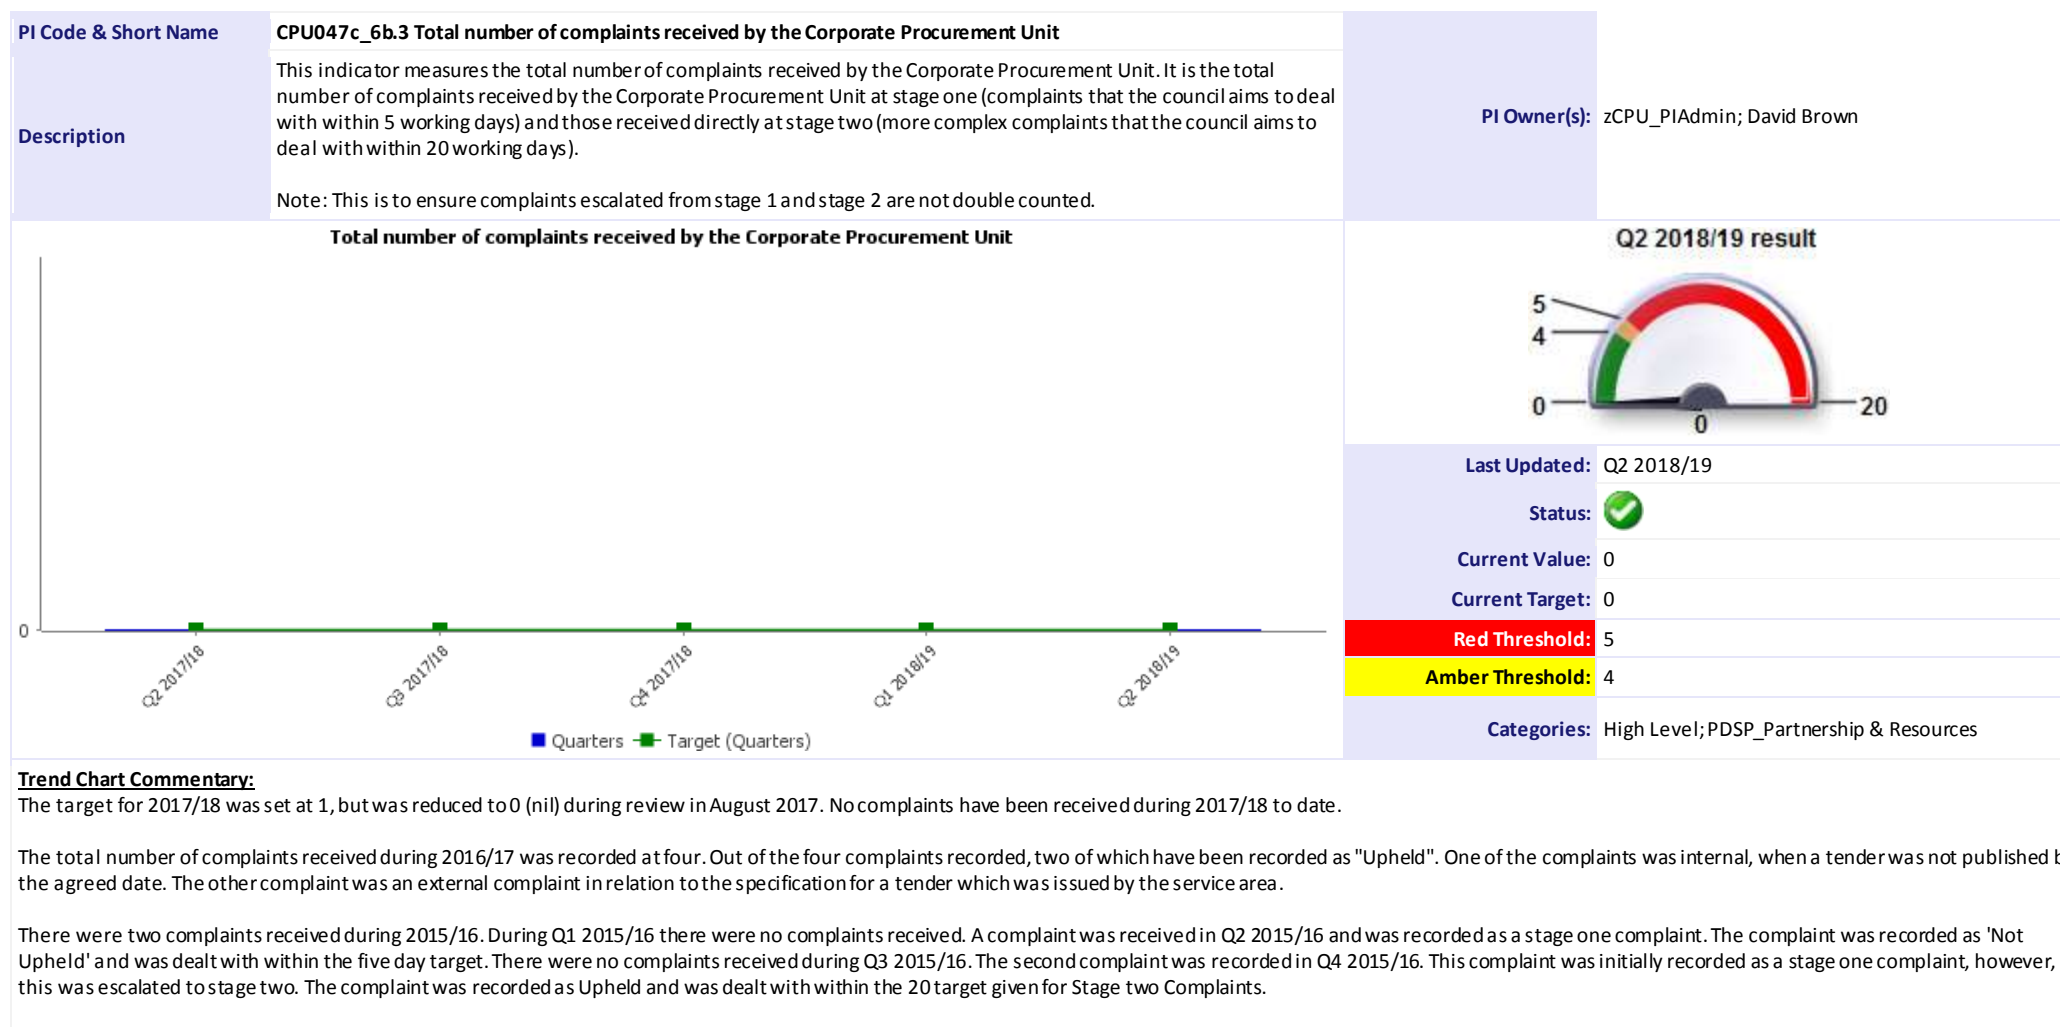 PI Code & Short Name
CPU047c_6b.3 Total number of complaints received by the Corporate Procurement Unit
Description
This indicator measures the total number of complaints received by the Corporate Procurement Unit. It is the total
number of complaints received by the Corporate Procurement Unit at stage one (complaints that the council aims to deal
with within 5 working days) and those received directly at stage two (more complex complaints that the council aims to
deal with within 20 working days).
Note: This is to ensure complaints escalated from stage 1 and stage 2 are not double counted.
PI Owner(s): zCPU_PIAdmin; David Brown
Total number of complaints received by the Corporate Procurement Unit
0
Q2 2017/18
Q3 2017/18
Q4 2017/18
Q1 2018/19
Q2 2018/19
Quarters Target (Quarters)
Q2 2018/19 result
5
4
0
20
0
Last Updated: Q2 2018/19
Status:
Current Value: 0
Current Target: 0
Red Threshold: 5
Amber Threshold: 4
Categories: High Level; PDSP_Partnership & Resources
Trend Chart Commentary:
The target for 2017/18 was set at 1, but was reduced to 0 (nil) during review in August 2017. No complaints have been received during 2017/18 to date.
The total number of complaints received during 2016/17 was recorded at four. Out of the four complaints recorded, two of which have been recorded as "Upheld". One of the complaints was internal, when a tender was not published
the agreed date. The other complaint was an external complaint in relation to the specification for a tender which was issued by the service area.
There were two complaints received during 2015/16. During Q1 2015/16 there were no complaints received. A complaint was received in Q2 2015/16 and was recorded as a stage one complaint. The complaint was recorded as 'Not
Upheld' and was dealt with within the five day target. There were no complaints received during Q3 2015/16. The second complaint was recorded in Q4 2015/16. This complaint was initially recorded as a stage one complaint, however,
this was escalated to stage two. The complaint was recorded as Upheld and was dealt with within the 20 target given for Stage two Complaints.